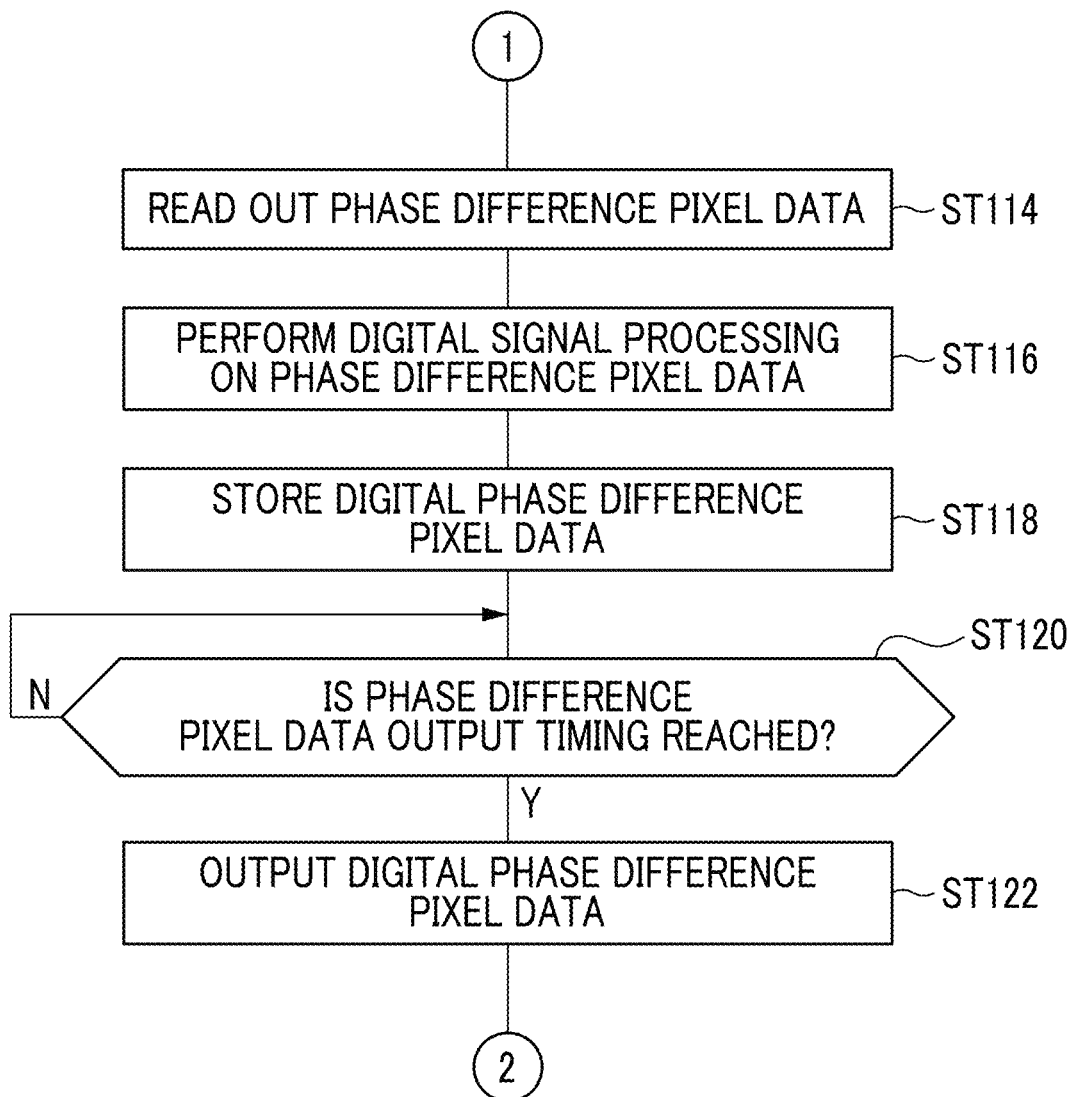 1
READ OUT PHASE DIFFERENCE PIXEL DATA
ST114
PERFORM DIGITAL SIGNAL PROCESSING
ON PHASE DIFFERENCE PIXEL DATA
ST116
STORE DIGITAL PHASE DIFFERENCE
PIXEL DATA
ST118
ST120
N
IS PHASE DIFFERENCE
PIXEL DATA OUTPUT TIMING REACHED?
Y
OUTPUT DIGITAL PHASE DIFFERENCE
PIXEL DATA
ST122
2